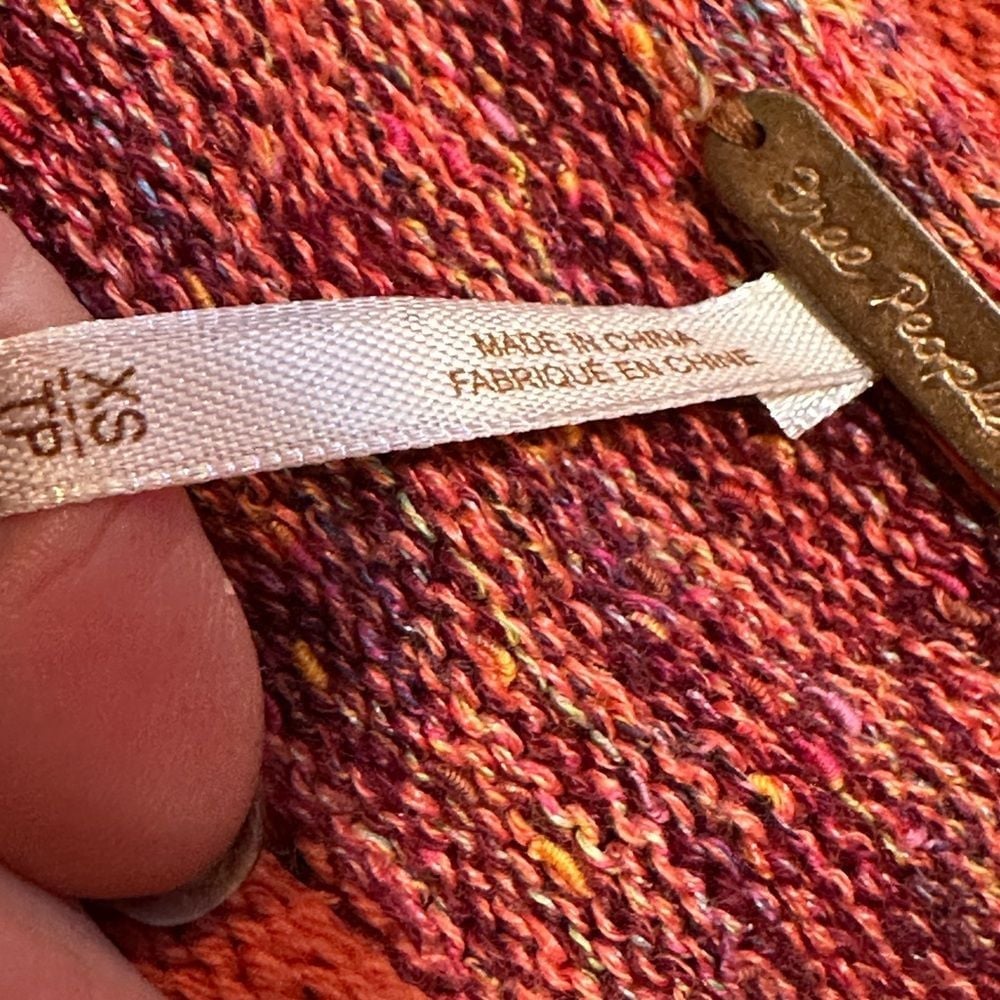 Free People
MADE IN CHINA
FABRIQUÉ EN CHINE
XS
TP